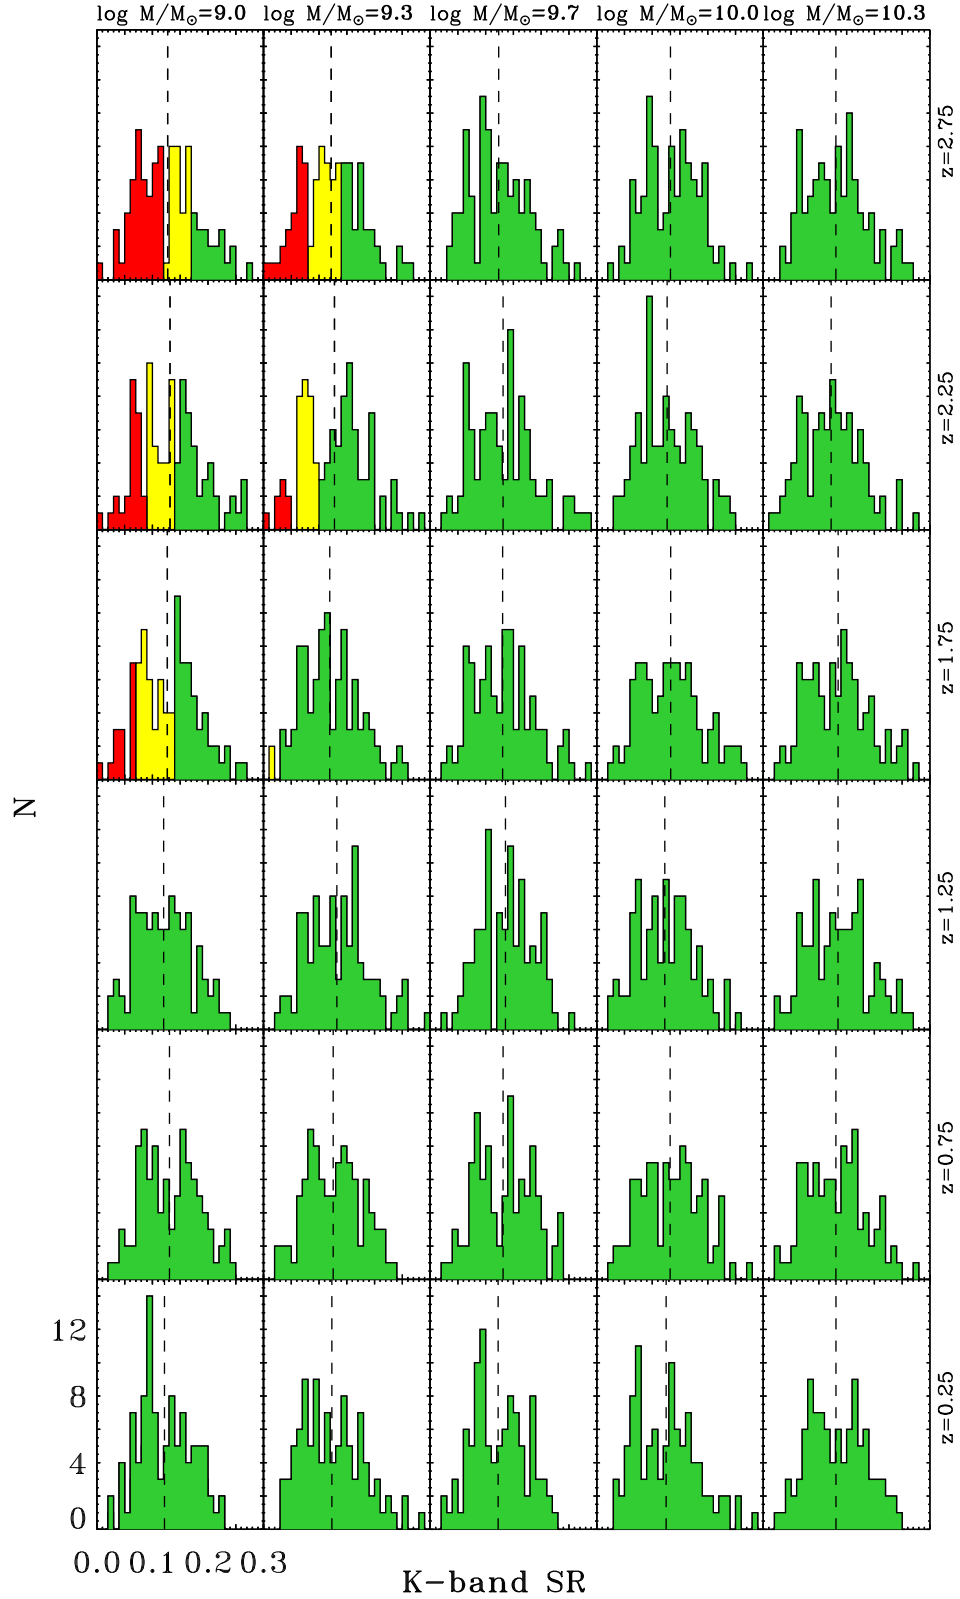 log M/M⊙=9.0 log M/M⊙=9.3 log M/M⊙=9.7 log M/M⊙=10.0 log M/M⊙=10.3
z=2.75
z=2.25
z=1.75
N
z=1.25
z=0.75
z=0.25
12
8
4
0
0.0 0.1 0.2 0.3
K-band SR